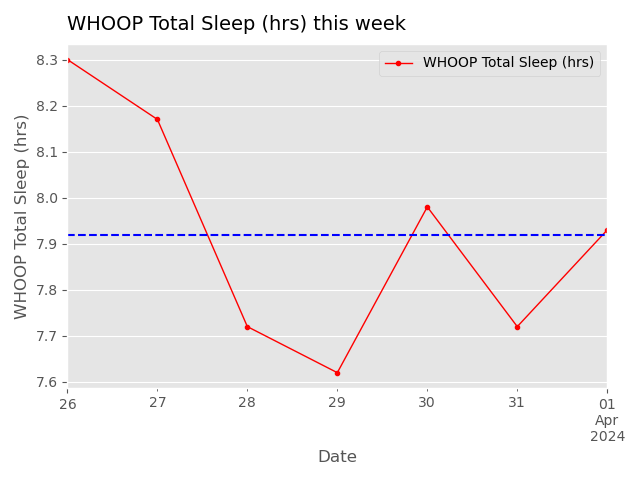 WHOOP Total Sleep (hrs) this week
WHOOP Total Sleep (hrs)
WHOOP Total Sleep (hrs)
8.3
8.2
8.1
8.0
7.9
7.8
7.7
7.6
26 27 28 29 30 31 01
Apr
2024
Date